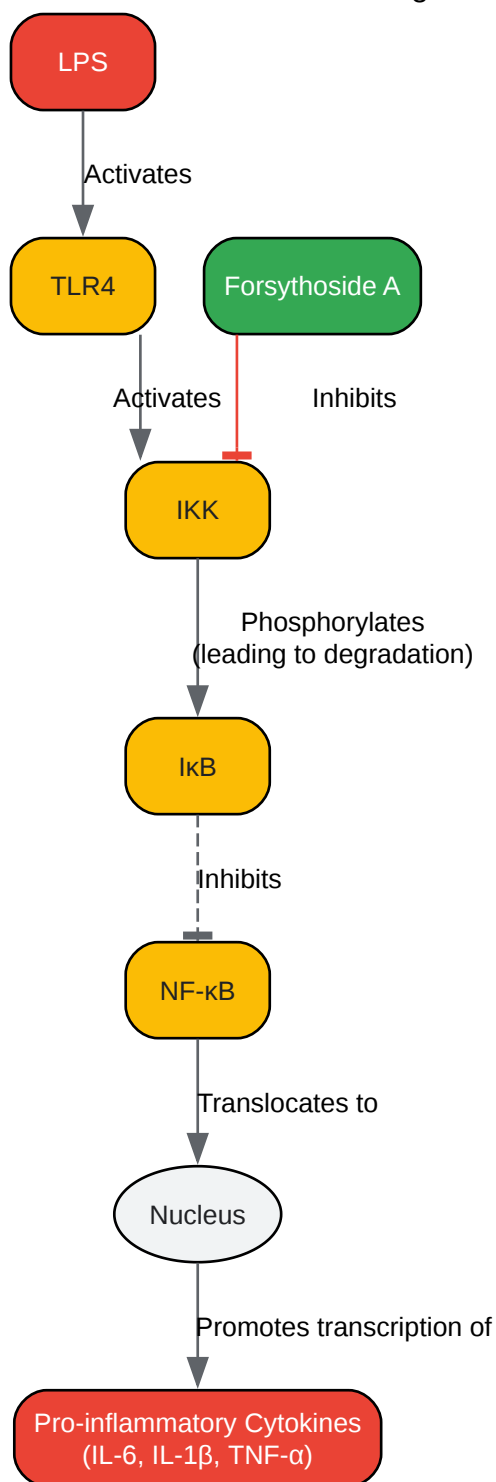 LPS
Activates
TLR4
Forsythoside A
Activates
Inhibits
IKK
Phosphorylates
(leading to degradation)
IκB
Inhibits
NF-κB
Translocates to
Nucleus
Promotes transcription of
Pro-inflammatory Cytokines
(IL-6, IL-1β, TNF-α)